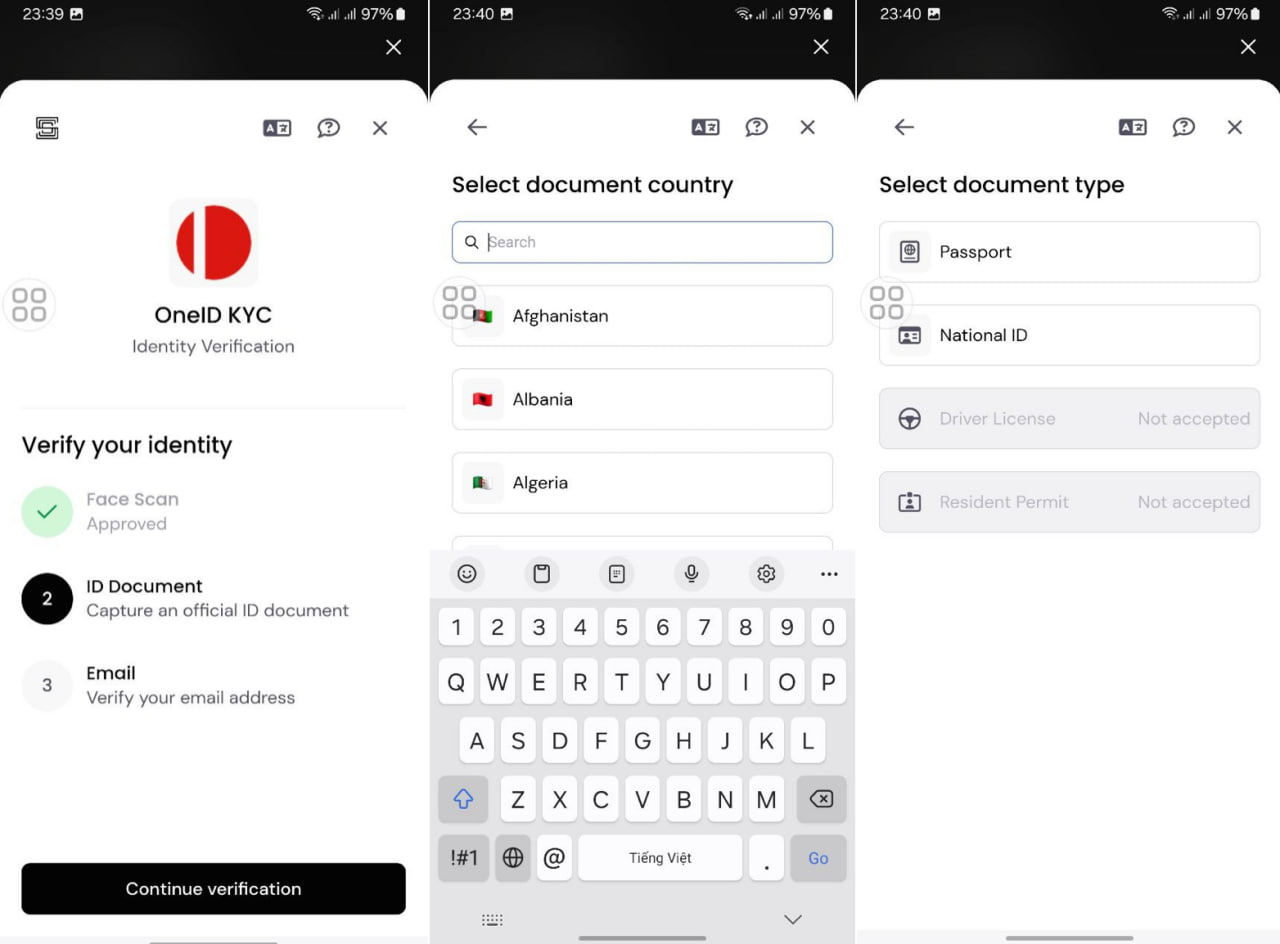 23:39
97%
OneID KYC
Identity Verification
Verify your identity
Face Scan
Approved
2
ID Document
Capture an official ID document
3
Email
Verify your email address
Continue verification
23:40
97%
Select document country
Search
Afghanistan
Albania
Algeria
1 2 3 4 5 6 7 8 9 0
Q W E R T Y U I O P
A S D F G H J K L
Z X C V B N M
!#1 @ Tiếng Việt . Go
23:40
97%
Select document type
Passport
National ID
Driver License Not accepted
Resident Permit Not accepted